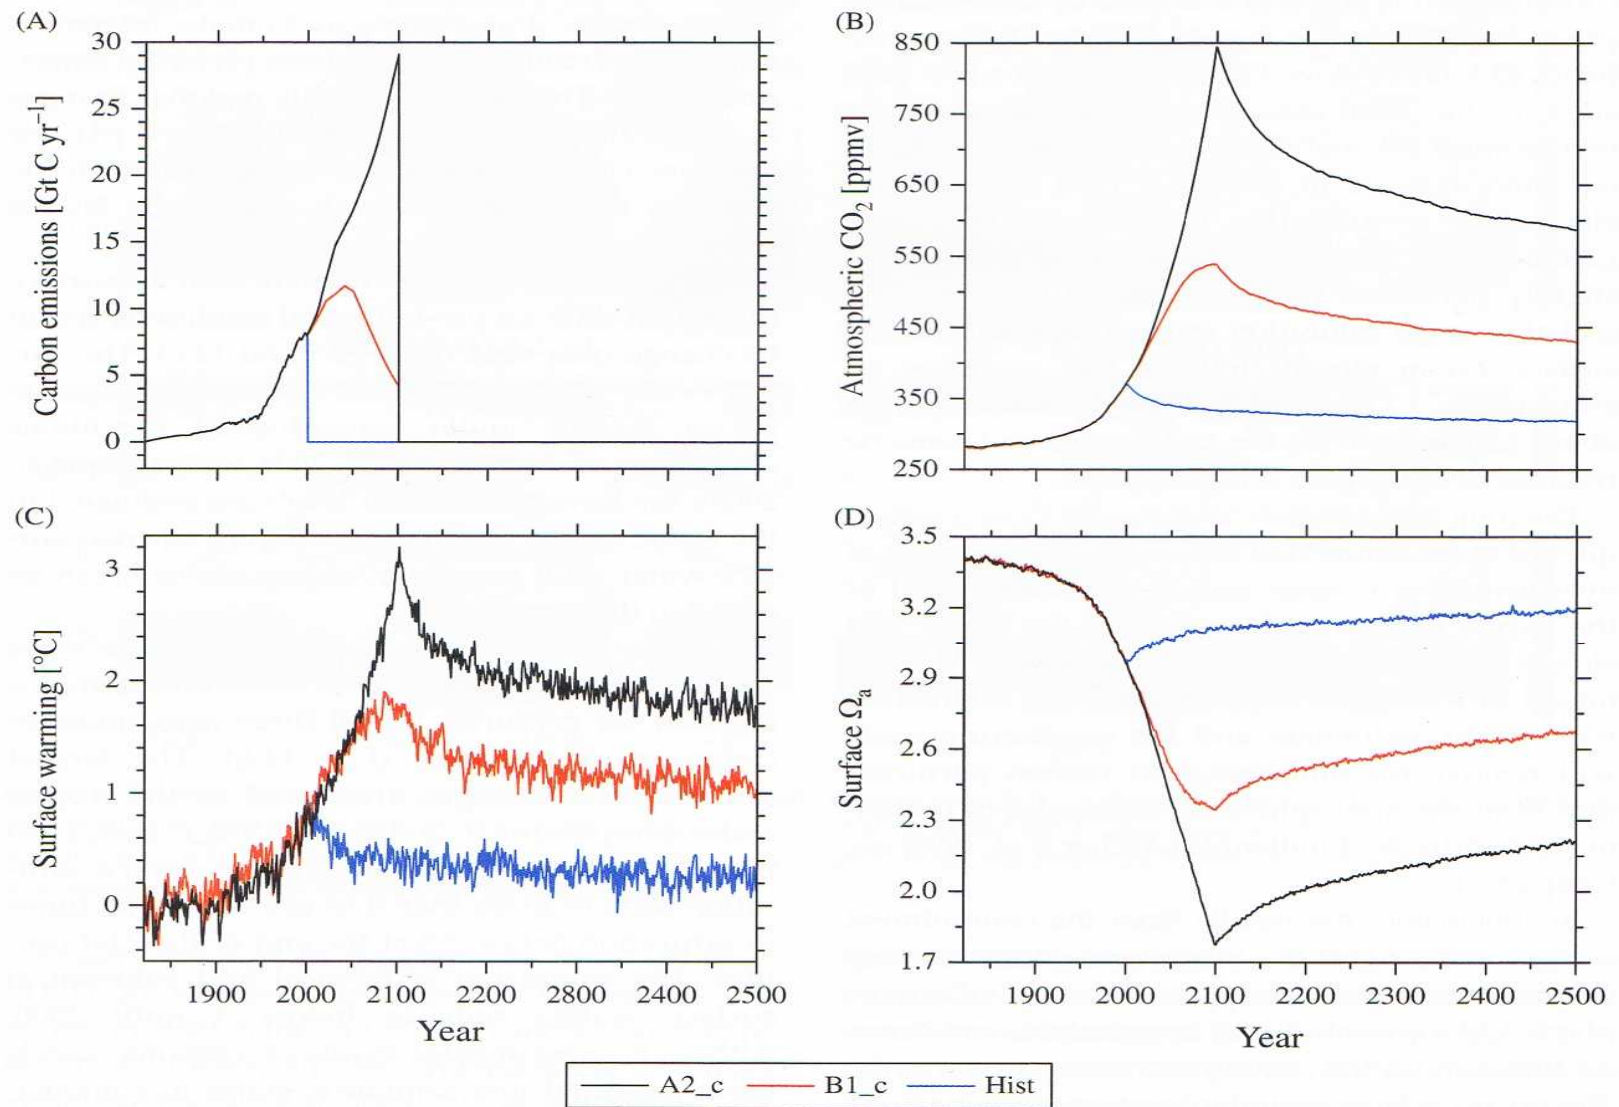 (A)
30
25
20
15
10
5
0
Carbon emissions [Gt C yr⁻¹]
(B)
850
750
650
550
450
350
250
Atmospheric CO₂ [ppmv]
(C)
3
2
1
0
Surface warming [°C]
1900 2000 2100 2200 2800 2400 2500
Year
(D)
3.5
3.2
2.9
2.6
2.3
2.0
1.7
Surface Ωₐ
1900 2000 2100 2200 2300 2400 2500
Year
A2_c B1_c Hist